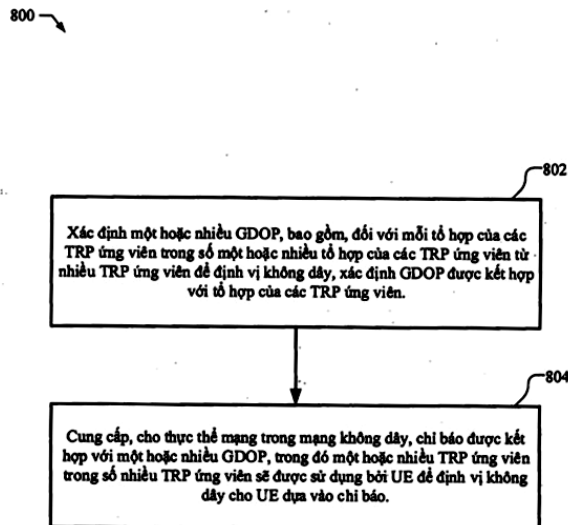 800
802
Xác định một hoặc nhiều GDOP, bao gồm, đối với mỗi tổ hợp của các
TRP ứng viên trong số một hoặc nhiều tổ hợp của các TRP ứng viên từ
nhiều TRP ứng viên để định vị không dây, xác định GDOP được kết hợp
với tổ hợp của các TRP ứng viên.
804
Cung cấp, cho thực thể mạng trong mạng không dây, chỉ báo được kết
hợp với một hoặc nhiều GDOP, trong đó một hoặc nhiều TRP ứng viên
trong số nhiều TRP ứng viên sẽ được sử dụng bởi UE để định vị không
dây cho UE dựa vào chỉ báo.